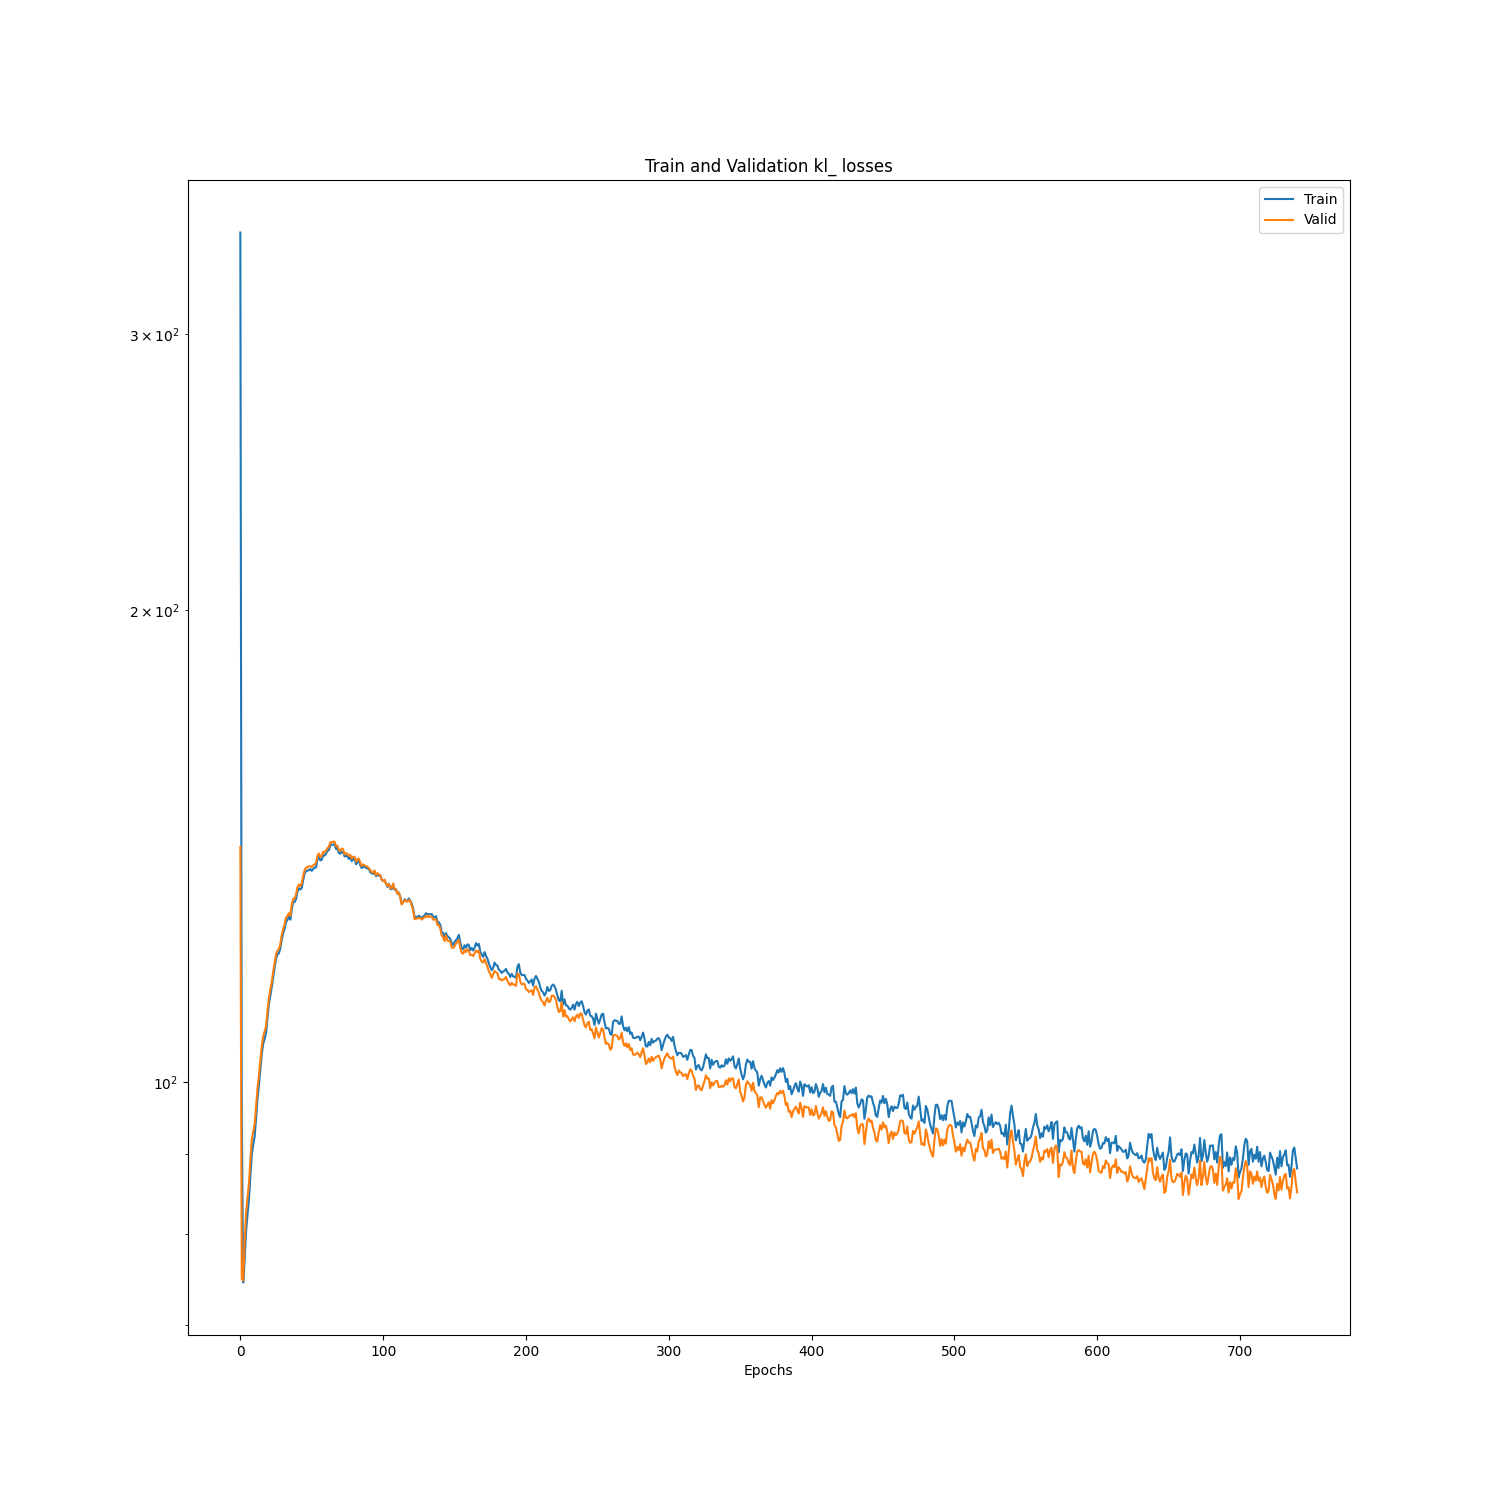 Train and Validation kl_ losses
Train
Valid
3 × 10²
2 × 10²
10²
0 100 200 300 400 500 600 700
Epochs